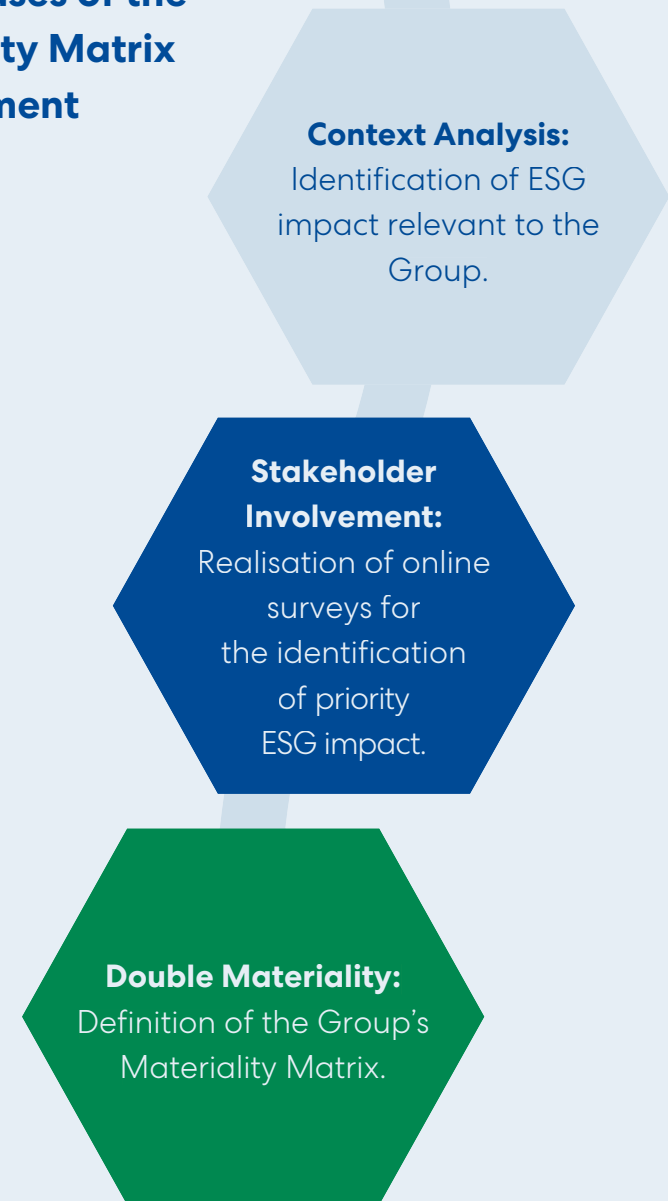 ty Matrix
Context Analysis:
Identification of ESG
impact relevant to the
Group.
Stakeholder
Involvement:
Realisation of online
surveys for
the identification
of priority
ESG impact.
Double Materiality:
Definition of the Group’s
Materiality Matrix.